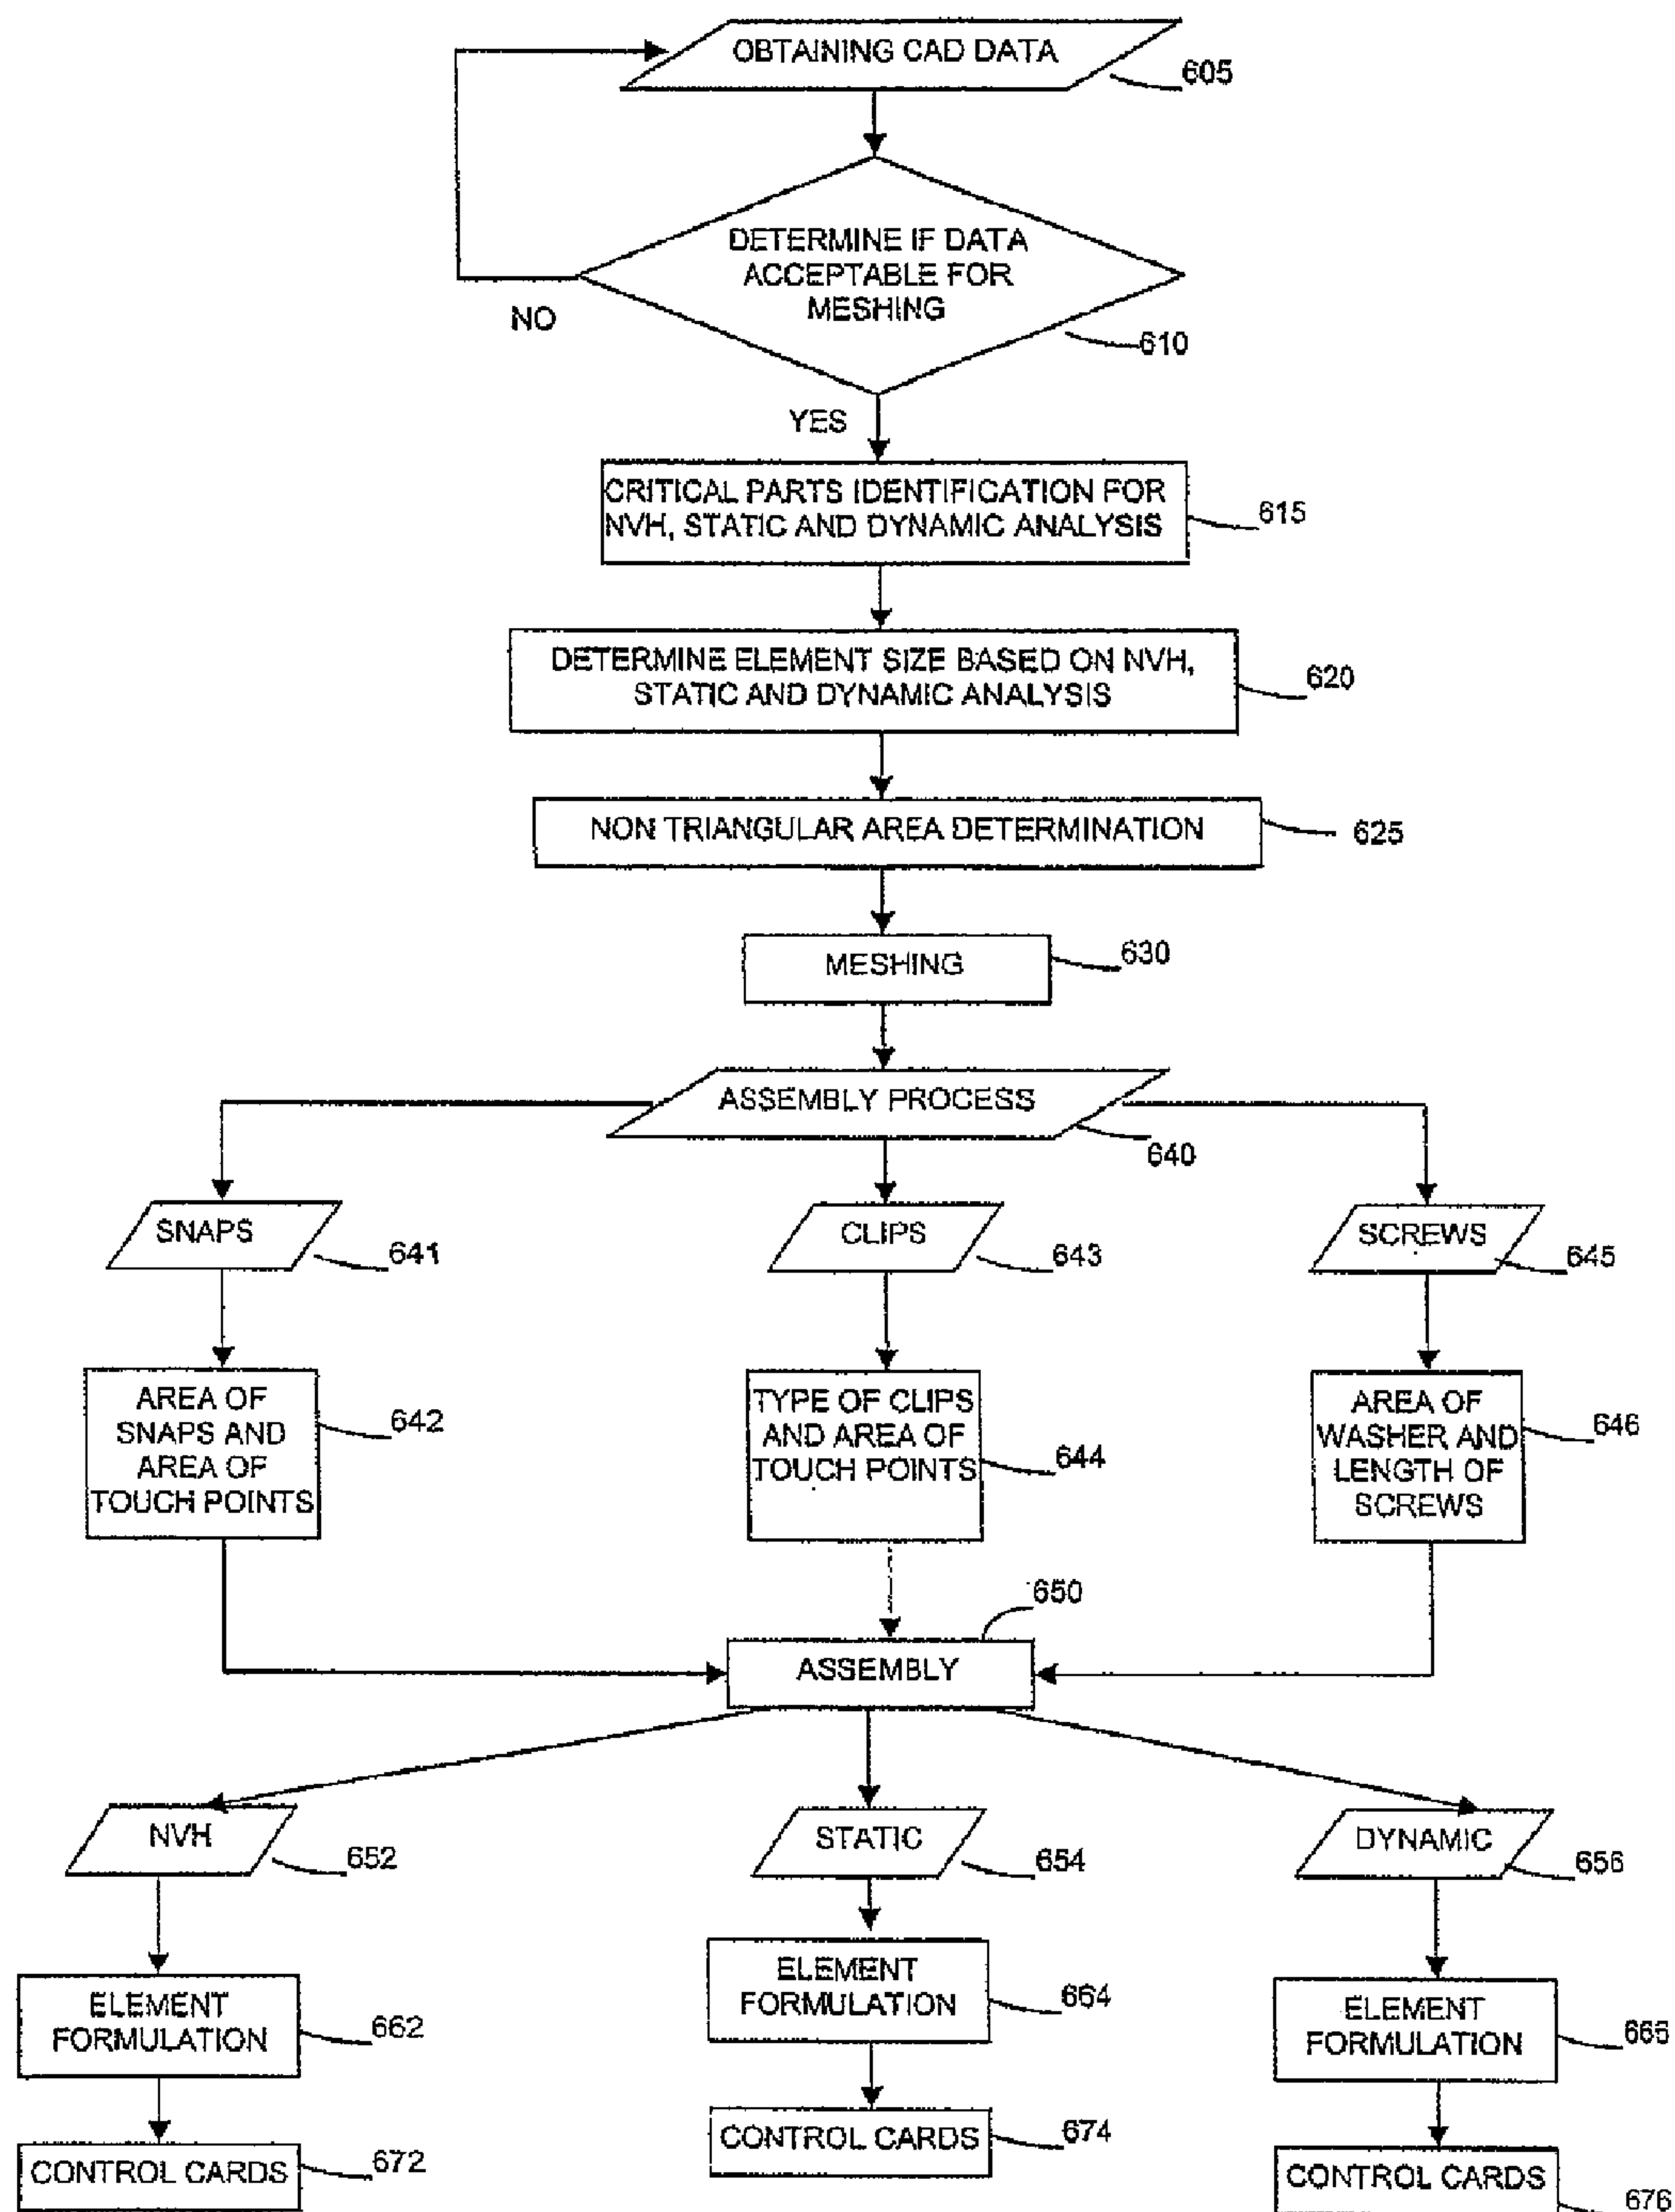 OBTAINING CAD DATA
605
DETERMINE IF DATA
ACCEPTABLE FOR
MESHING
610
NO
YES
CRITICAL PARTS IDENTIFICATION FOR
NVH, STATIC AND DYNAMIC ANALYSIS
615
DETERMINE ELEMENT SIZE BASED ON NVH,
STATIC AND DYNAMIC ANALYSIS
620
NON TRIANGULAR AREA DETERMINATION
625
MESHING
630
ASSEMBLY PROCESS
640
SNAPS
641
CLIPS
643
SCREWS
645
AREA OF
SNAPS AND
AREA OF
TOUCH POINTS
642
TYPE OF CLIPS
AND AREA OF
TOUCH POINTS
644
AREA OF
WASHER AND
LENGTH OF
SCREWS
646
650
ASSEMBLY
NVH
652
STATIC
654
DYNAMIC
656
ELEMENT
FORMULATION
662
ELEMENT
FORMULATION
664
ELEMENT
FORMULATION
666
CONTROL CARDS
672
CONTROL CARDS
674
CONTROL CARDS
676